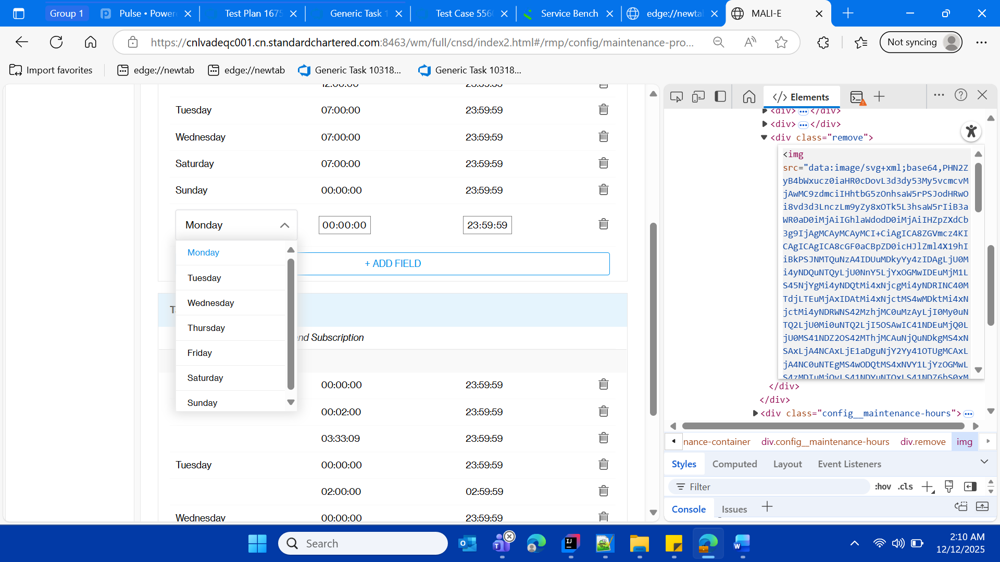 Group 1
Pulse • Power
Test Plan 1675
Generic Task 1
Test Case 5560
Service Bench
edge://newtab
MALI-E
https://cnlvadeqc001.cn.standardchartered.com:8463/wm/full/cnsd/index2.html#/rmp/config/maintenance-pro...
Not syncing
Import favorites
edge://newtab
edge://newtab
Generic Task 10318...
Generic Task 10318...
12:00:00 23:59:59
Tuesday 07:00:00 23:59:59
Wednesday 07:00:00 23:59:59
Saturday 07:00:00 23:59:59
Sunday 00:00:00 23:59:59
Monday 00:00:00 23:59:59
Monday
+ ADD FIELD
Tuesday
Wednesday
Thursday
Friday
Saturday
Sunday
nd Subscription
00:00:00 23:59:59
00:02:00 23:59:59
03:33:09 23:59:59
Tuesday 00:00:00 23:59:59
02:00:00 02:59:59
Wednesday 00:00:00 23:59:59
</> Elements
<div> ••• </div>
<div> ••• </div>
<div class="remove">
<img
src="data:image/svg+xml;base64,PHN2Z
yB4bWxucz0iaHR0cDovL3d3dy53My5vcmcvM
jAwMC9zdmciIHhtbG5zOnhsaW5rPSJodHRwO
i8vd3d3LnczLm9yZy8xOTk5L3hsaW5rIiB3a
WR0aD0iMjAiIGhlaWdodD0iMjAiIHZpZXdCb
3g9IjAgMCAyMCAyMCI+CiAgICA8ZGVmcz4KI
CAgICAgICA8cGF0aCBpZD0icHJlZml4X19hI
iBkPSJNMTQuNzA4IDUuMDkyYy4zIDAgLjU0M
i4yNDQuNTQyLjU0NnY5LjYxOGMwIDEuMjM1L
S45NjYgMi4yNDQtMi4xNjcgMi4yNDRINC40M
TdjLTEuMjAxIDAtMi4xNjctMS4wMDktMi4xN
jctMi4yNDRWNS42MzhjMC0uMzAyLjI0My0uN
TQ2LjU0Mi0uNTQ2LjI5OSAwIC41NDEuMjQ0L
jU0MS41NDZ2OS42MThjMCAuNjQuNDkgMS4xN
SAxLjA4NCAxLjE1aDguNjY2Yy41OTUgMCAxL
jA4NC0uNTEgMS4wODQtMS4xNVY1LjYzOGMwL
</div>
</div>
<div class="config__maintenance-hours"> •••
nance-container div.config__maintenance-hours div.remove img
Styles Computed Layout Event Listeners
Filter :hov .cls
Console Issues
Search
2:10 AM
12/12/2025